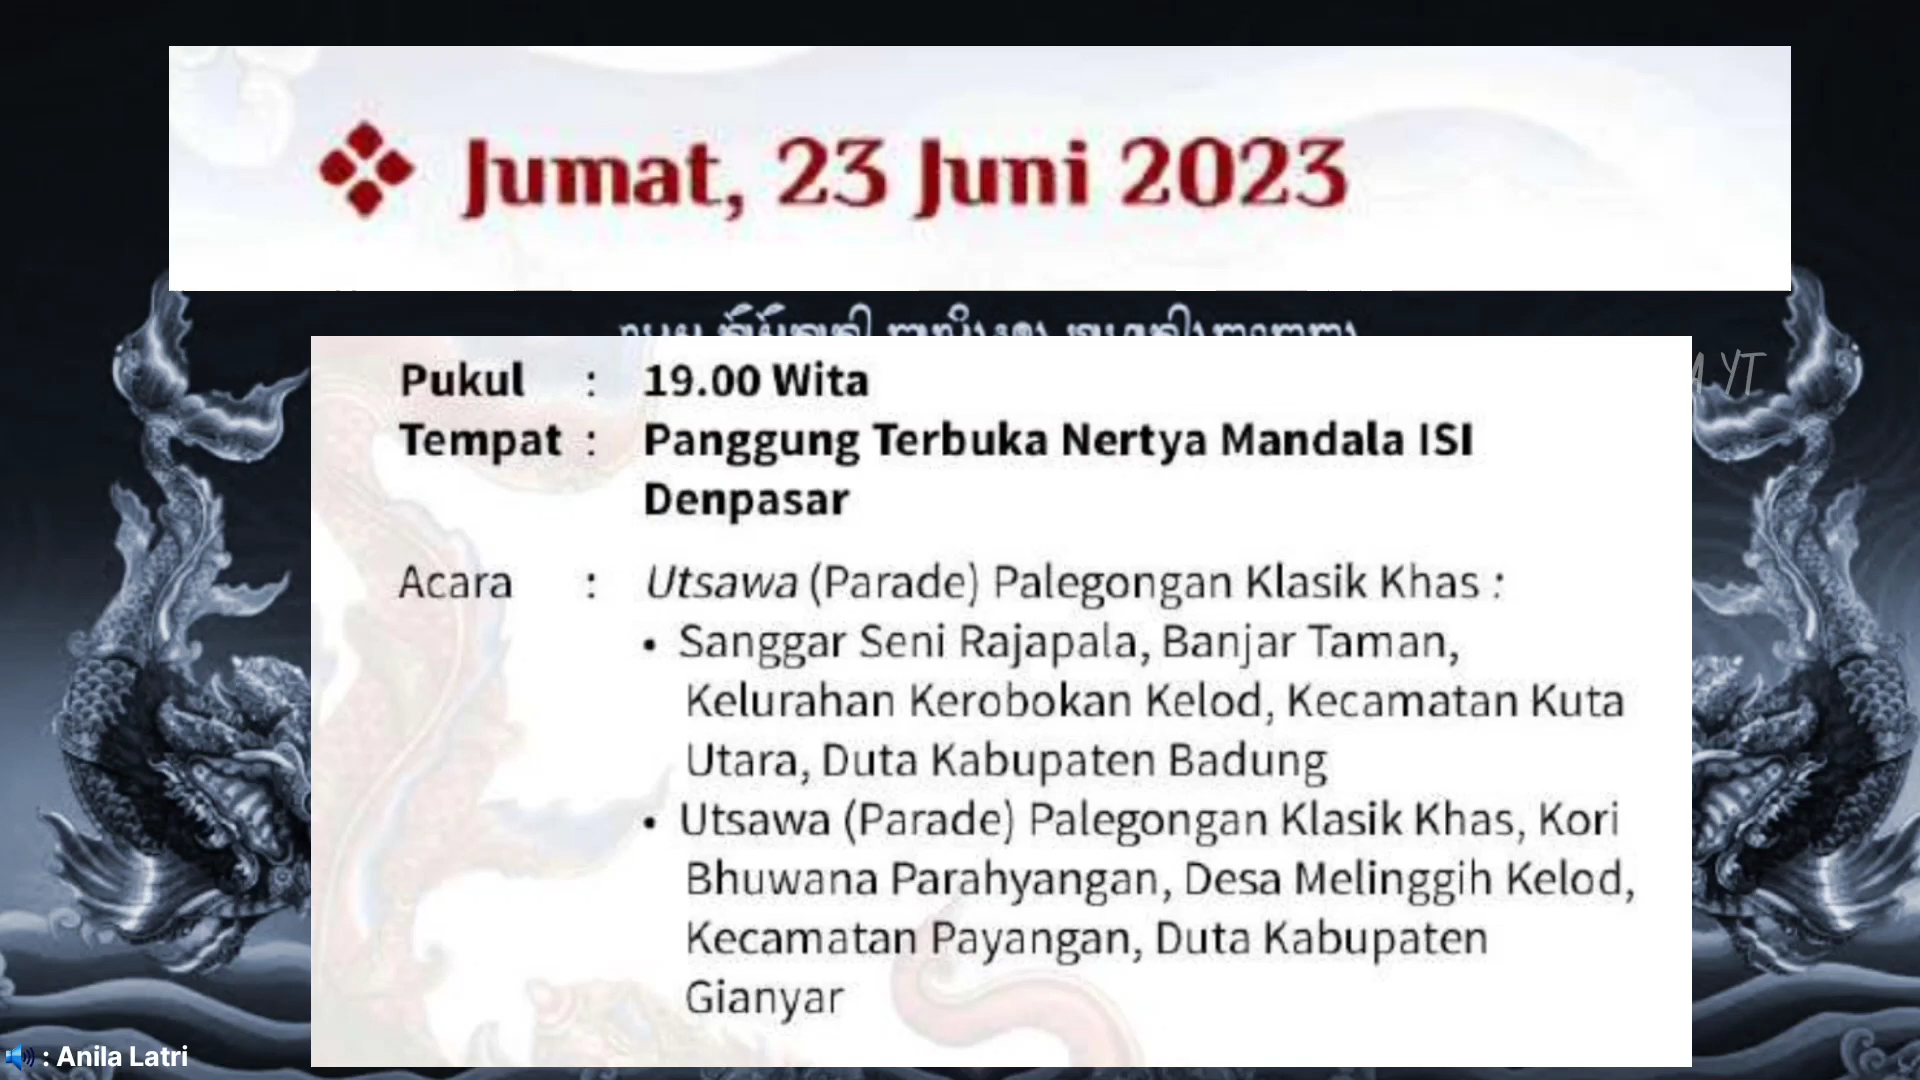 Jumat, 23 Juni 2023
Pukul : 19.00 Wita
Tempat : Panggung Terbuka Nertya Mandala ISI
Denpasar
Acara : Utsawa (Parade) Palegongan Klasik Khas :
• Sanggar Seni Rajapala, Banjar Taman,
Kelurahan Kerobokan Kelod, Kecamatan Kuta
Utara, Duta Kabupaten Badung
• Utsawa (Parade) Palegongan Klasik Khas, Kori
Bhuwana Parahyangan, Desa Melinggih Kelod,
Kecamatan Payangan, Duta Kabupaten
Gianyar
YT
: Anila Latri